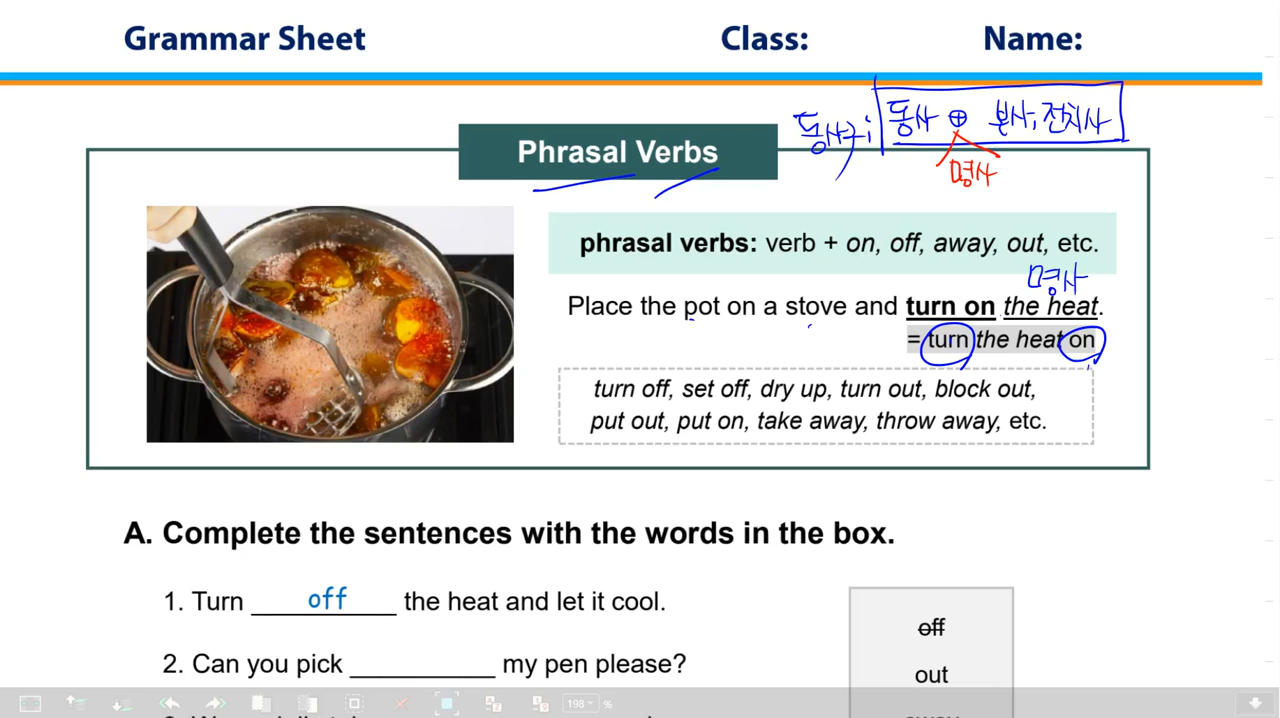 Grammar Sheet Class: Name:
동사구; 동사 ⊕ 부사, 전치사
명사
Phrasal Verbs
phrasal verbs: verb + on, off, away, out, etc.
명사
Place the pot on a stove and turn on the heat.
= turn the heat on
turn off, set off, dry up, turn out, block out,
put out, put on, take away, throw away, etc.
A. Complete the sentences with the words in the box.
1. Turn off the heat and let it cool.
off
2. Can you pick __________ my pen please?
out
198 %